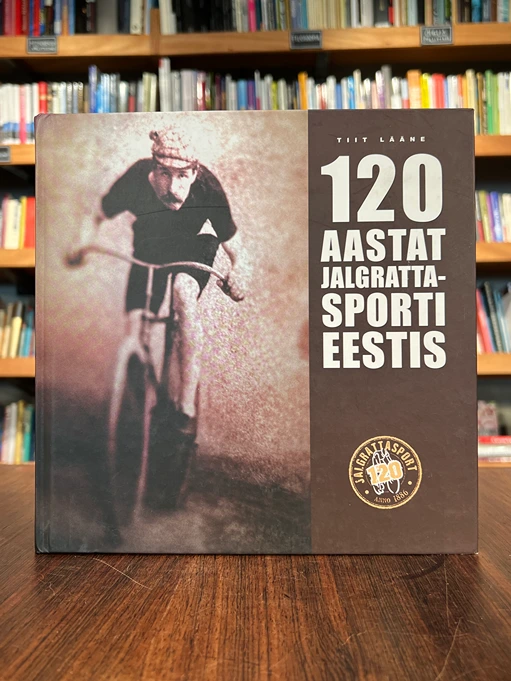 TIIT LÄÄNE
120
AASTAT
JALGRATTA-
SPORTI
EESTIS
JALGRATTASPORT
120
ANNO 1886